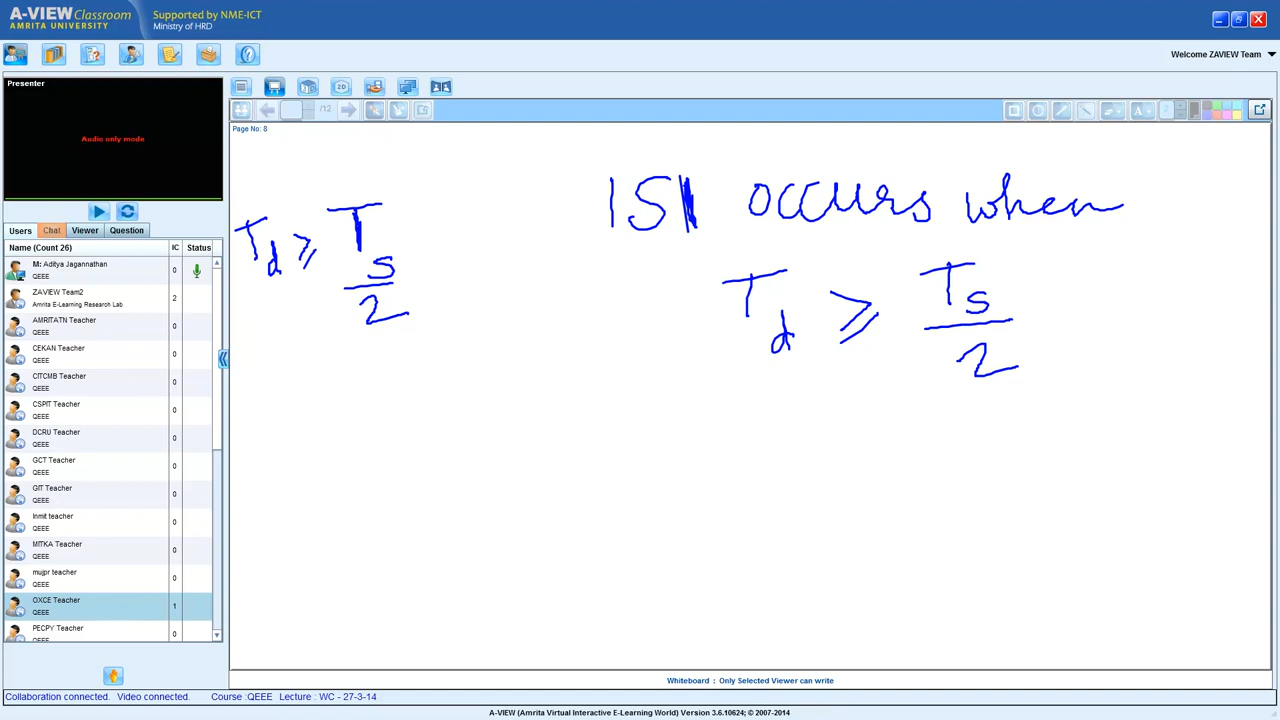 A-VIEW Classroom
AMRITA UNIVERSITY
Supported by NME-ICT
Ministry of HRD
Welcome ZAVIEW Team
Presenter
Audio only mode
Users Chat Viewer Question
Name (Count 26) IC Status
M: Aditya Jagannathan 0
QEEE
ZAVIEW Team2 2
Amrita E-Learning Research Lab
AMRITATN Teacher 0
QEEE
CEKAN Teacher 0
QEEE
CITCMB Teacher 0
QEEE
CSPIT Teacher 0
QEEE
DCRU Teacher 0
QEEE
GCT Teacher 0
QEEE
GIT Teacher 0
QEEE
Inmit teacher 0
QEEE
MITKA Teacher 0
QEEE
mujpr teacher 0
QEEE
OXCE Teacher 1
QEEE
PECPY Teacher 0
QEEE
2D
/12
A
2
Page No: 8
Td ≥ Ts/2
ISI occurs when
Td ≥ Ts/2
Whiteboard : Only Selected Viewer can write
Collaboration connected. Video connected. Course :QEEE Lecture : WC - 27-3-14
A-VIEW (Amrita Virtual Interactive E-Learning World) Version 3.6.10624; © 2007-2014